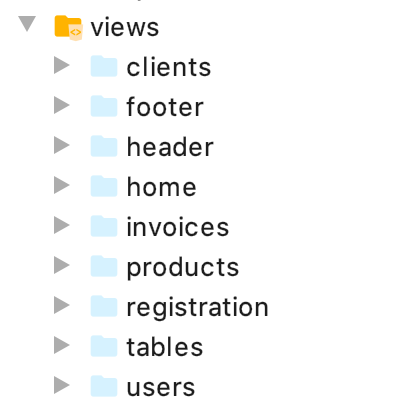 views
clients
footer
header
home
invoices
products
registration
tables
users